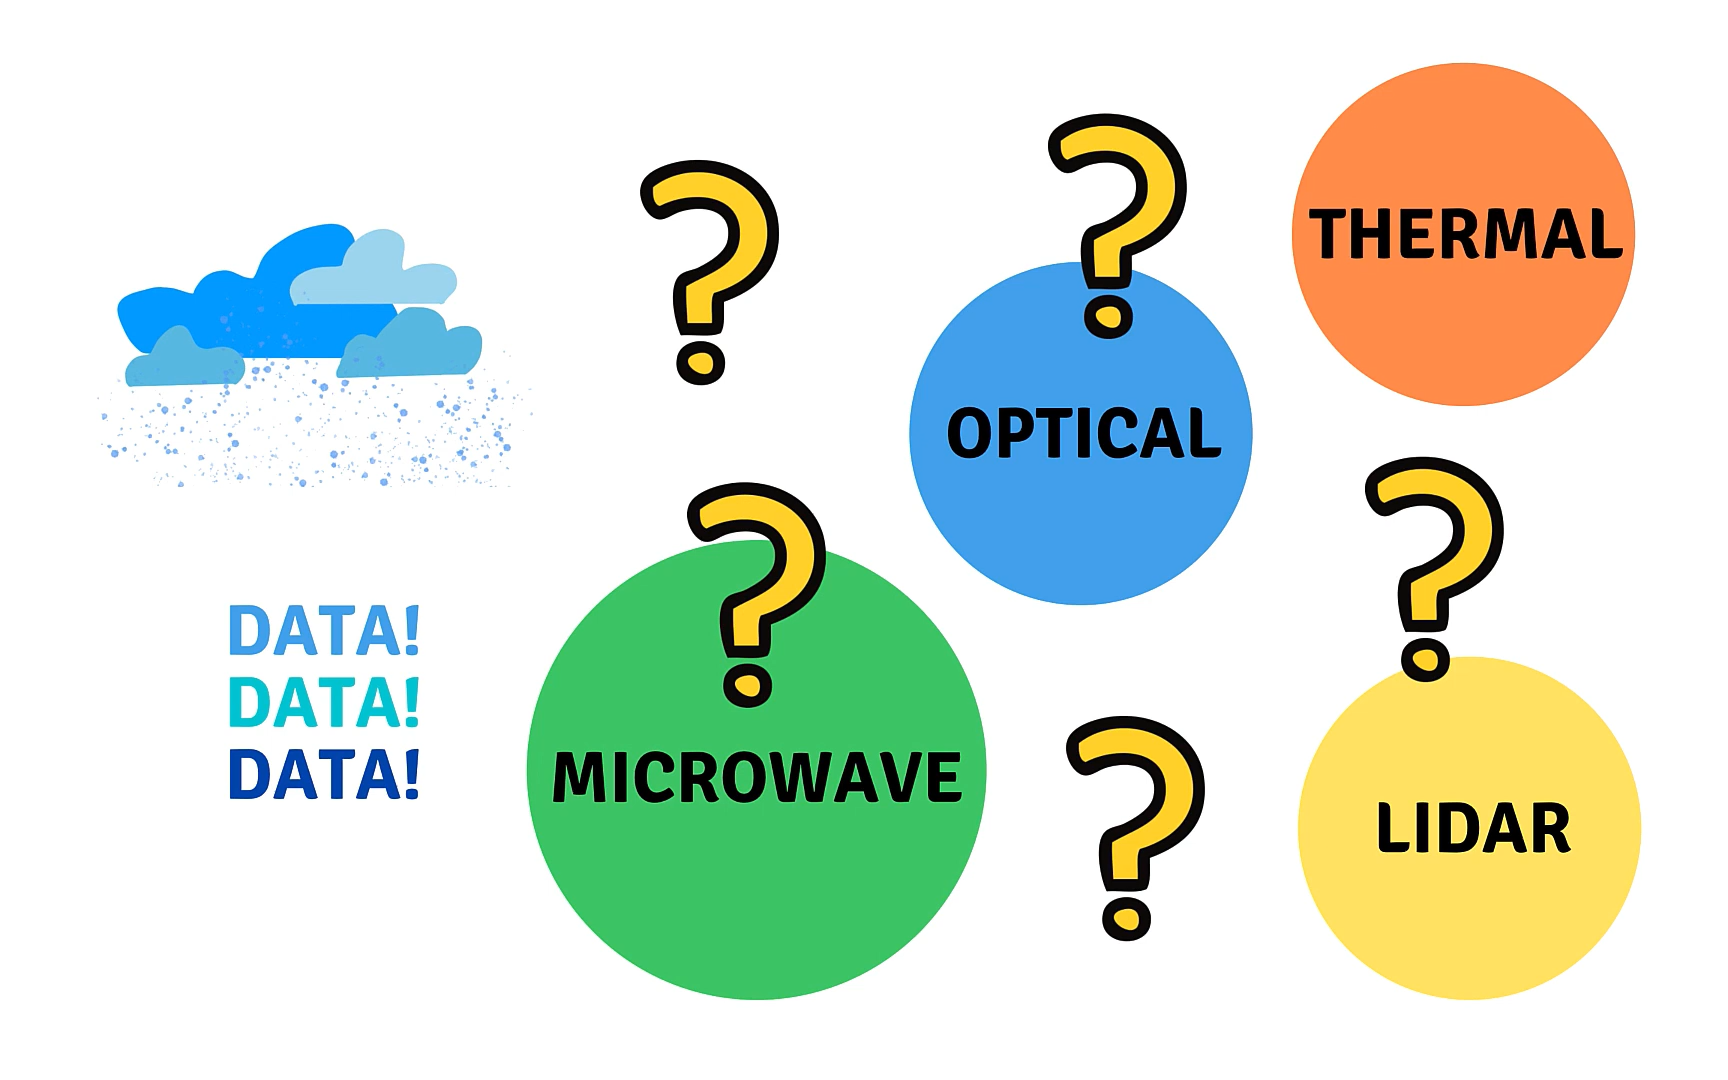 THERMAL
OPTICAL
DATA!
DATA!
DATA!
MICROWAVE
LIDAR